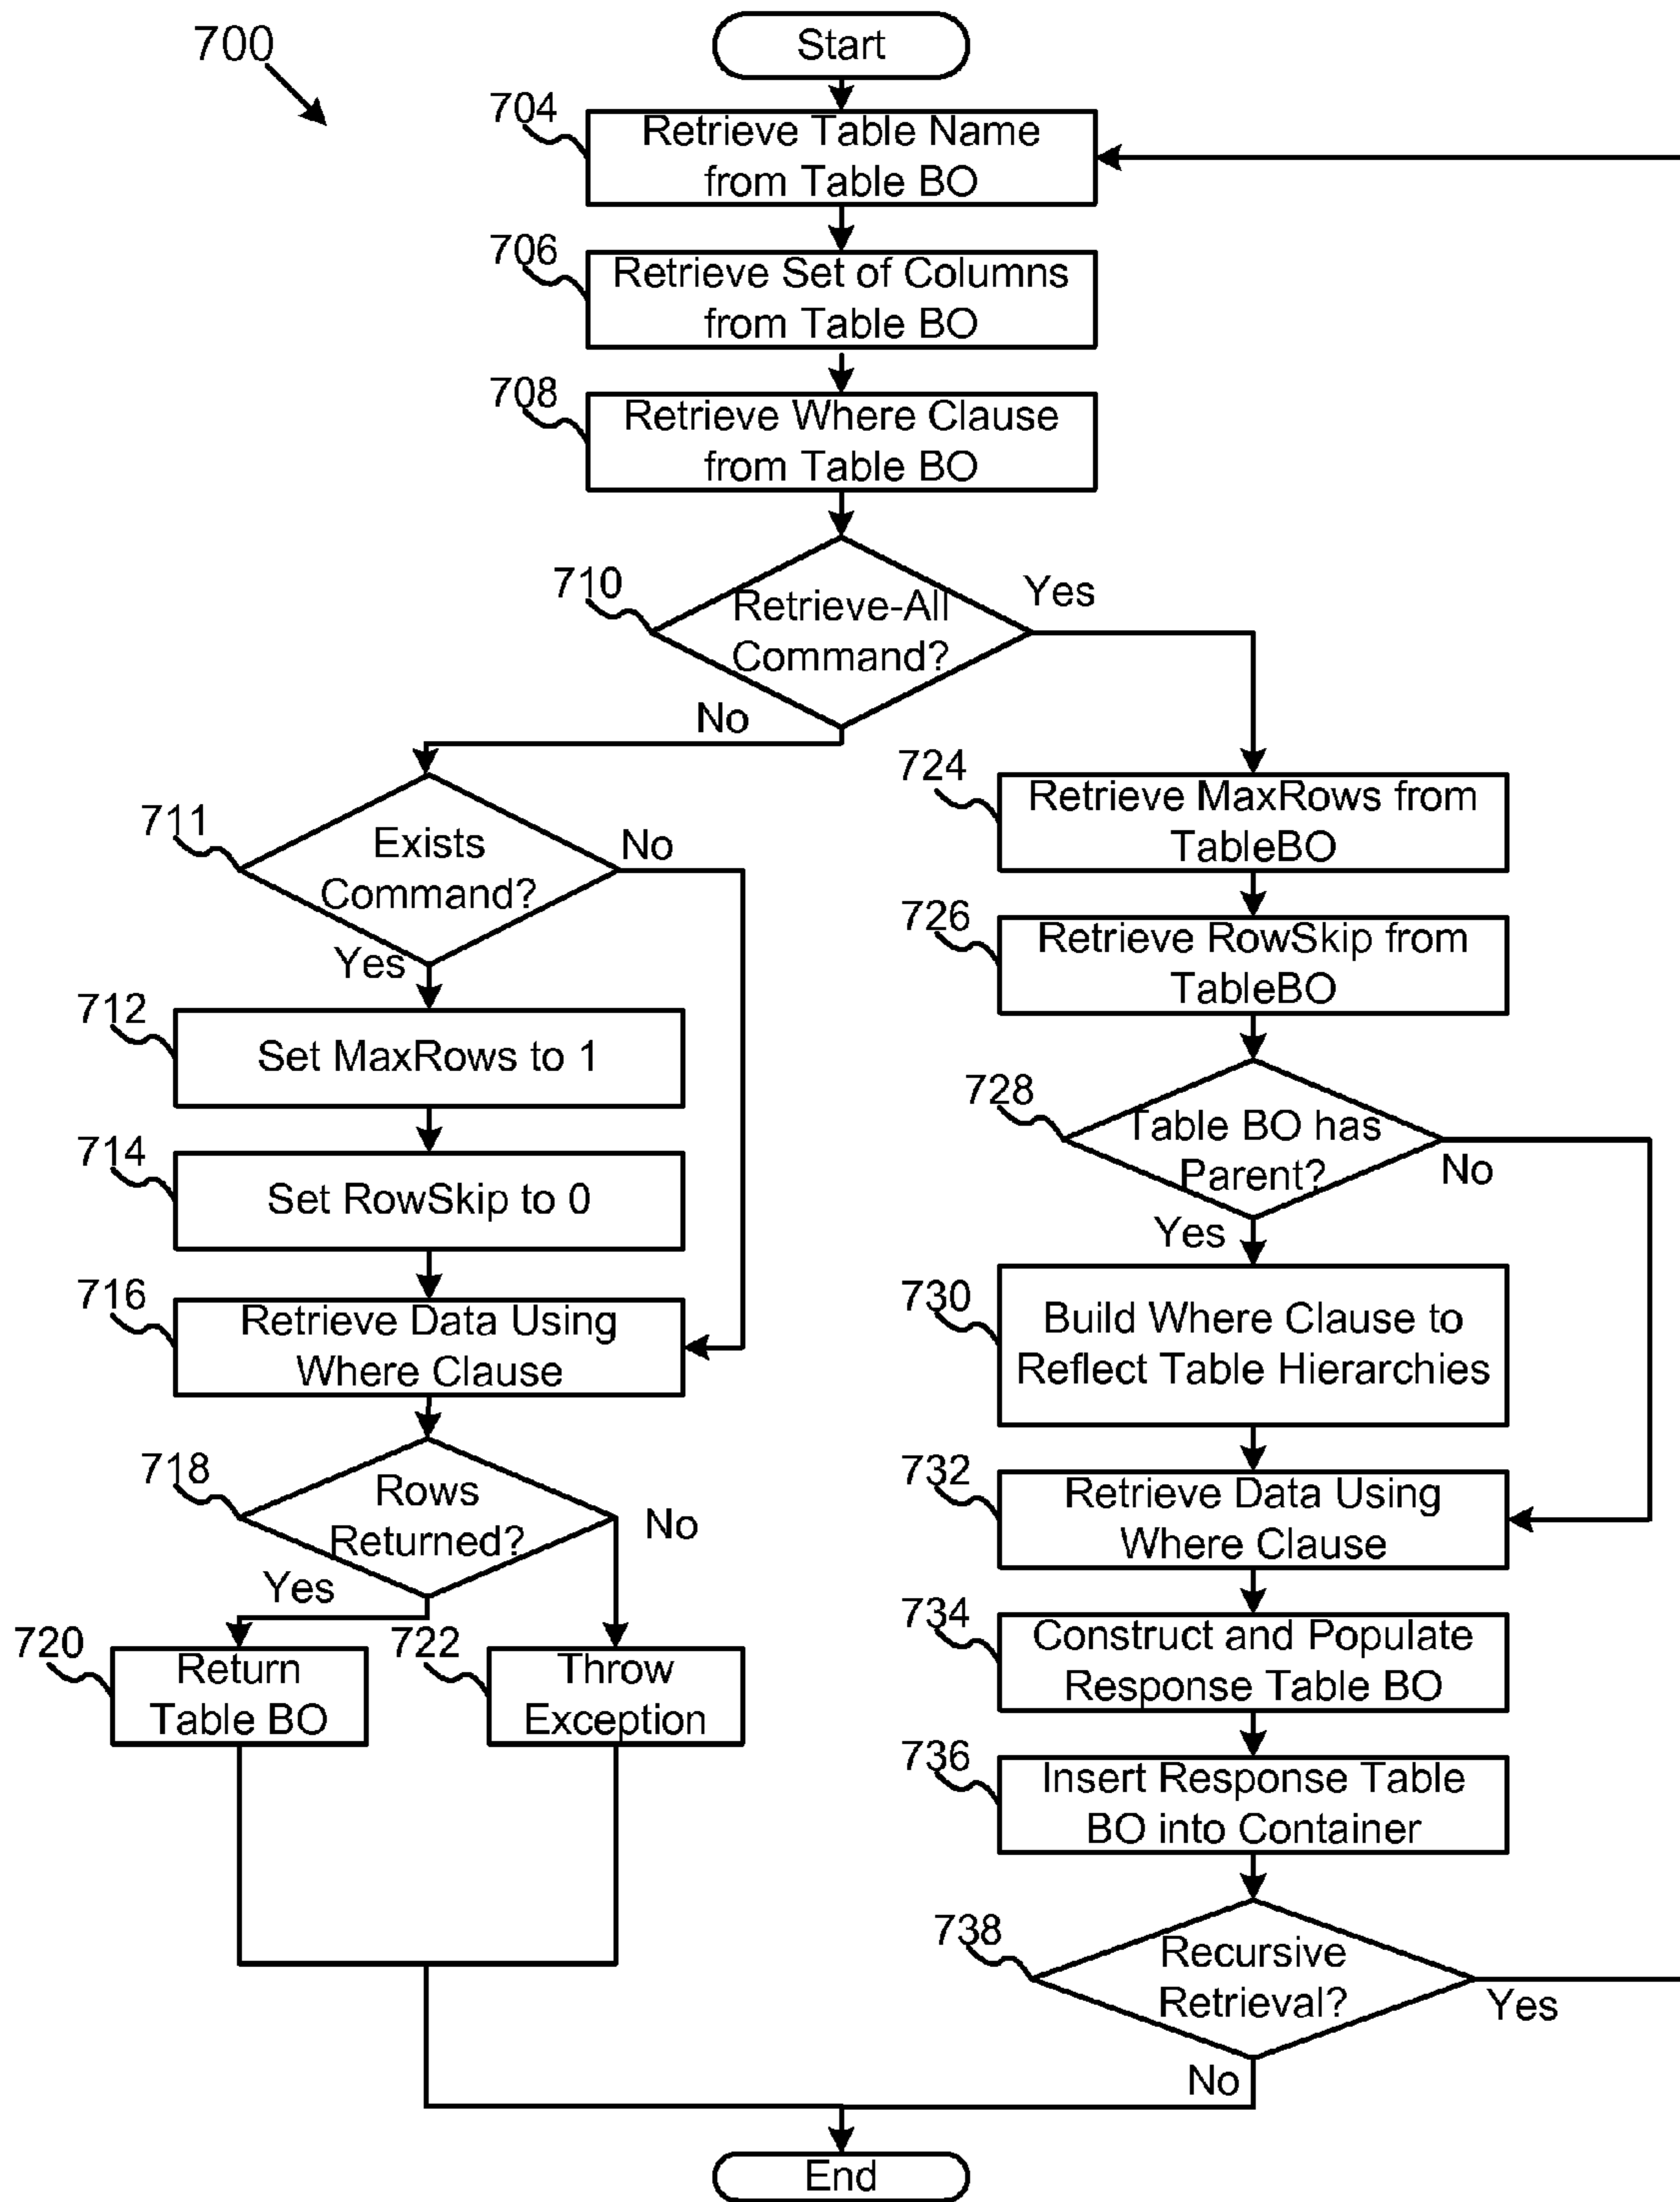 700
Start
704
Retrieve Table Name
from Table BO
706
Retrieve Set of Columns
from Table BO
708
Retrieve Where Clause
from Table BO
710
Retrieve-All
Command?
Yes
No
711
Exists
Command?
No
Yes
712
Set MaxRows to 1
714
Set RowSkip to 0
716
Retrieve Data Using
Where Clause
718
Rows
Returned?
No
Yes
720
Return
Table BO
722
Throw
Exception
724
Retrieve MaxRows from
TableBO
726
Retrieve RowSkip from
TableBO
728
Table BO has
Parent?
No
Yes
730
Build Where Clause to
Reflect Table Hierarchies
732
Retrieve Data Using
Where Clause
734
Construct and Populate
Response Table BO
736
Insert Response Table
BO into Container
738
Recursive
Retrieval?
Yes
No
End